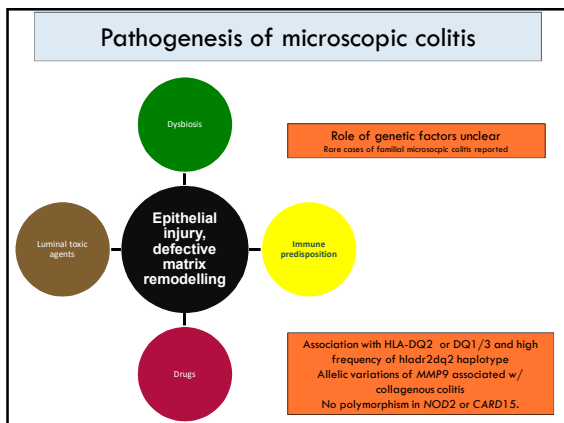 Pathogenesis of microscopic colitis
Dysbiosis
Role of genetic factors unclear
Rare cases of familial microsocpic colitis reported
Luminal toxic
agents
Epithelial
injury,
defective
matrix
remodelling
Immune
predisposition
Drugs
Association with HLA-DQ2 or DQ1/3 and high
frequency of hladr2dq2 haplotype
Allelic variations of MMP9 associated w/
collagenous colitis
No polymorphism in NOD2 or CARD15.